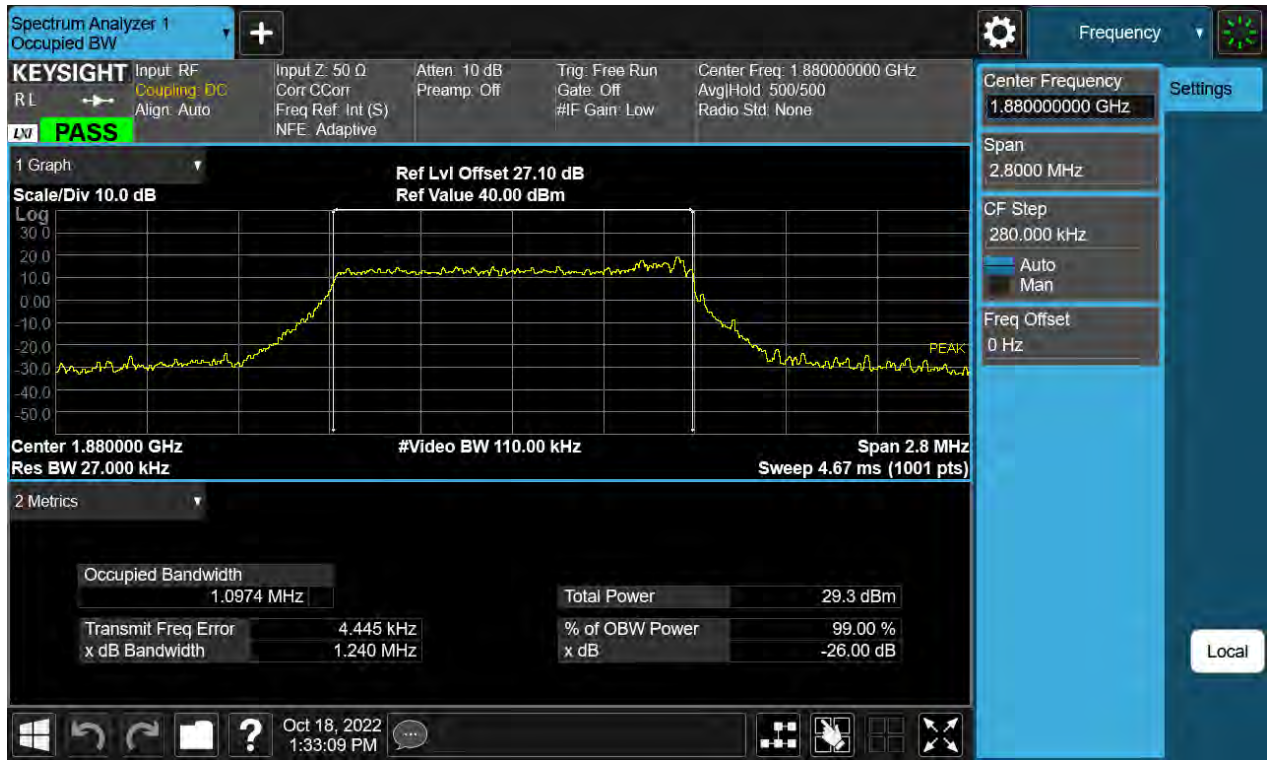 Spectrum Analyzer 1
Occupied BW
Frequency
KEYSIGHT
RL
LXI
PASS
Input: RF
Coupling: DC
Align: Auto
Input Z: 50 Ω
Corr CCorr
Freq Ref: Int (S)
NFE: Adaptive
Atten: 10 dB
Preamp: Off
Trig: Free Run
Gate: Off
#IF Gain: Low
Center Freq: 1.880000000 GHz
Avg|Hold: 500/500
Radio Std: None
Center Frequency
1.880000000 GHz
Settings
Span
2.8000 MHz
CF Step
280.000 kHz
Auto
Man
Freq Offset
0 Hz
1 Graph
Scale/Div 10.0 dB
Ref Lvl Offset 27.10 dB
Ref Value 40.00 dBm
Log
30.0
20.0
10.0
0.00
-10.0
-20.0
-30.0
-40.0
-50.0
PEAK
Center 1.880000 GHz
#Video BW 110.00 kHz
Span 2.8 MHz
Res BW 27.000 kHz
Sweep 4.67 ms (1001 pts)
2 Metrics
Occupied Bandwidth
1.0974 MHz
Total Power 29.3 dBm
Transmit Freq Error 4.445 kHz
% of OBW Power 99.00 %
x dB Bandwidth 1.240 MHz
x dB -26.00 dB
Local
?
Oct 18, 2022
1:33:09 PM